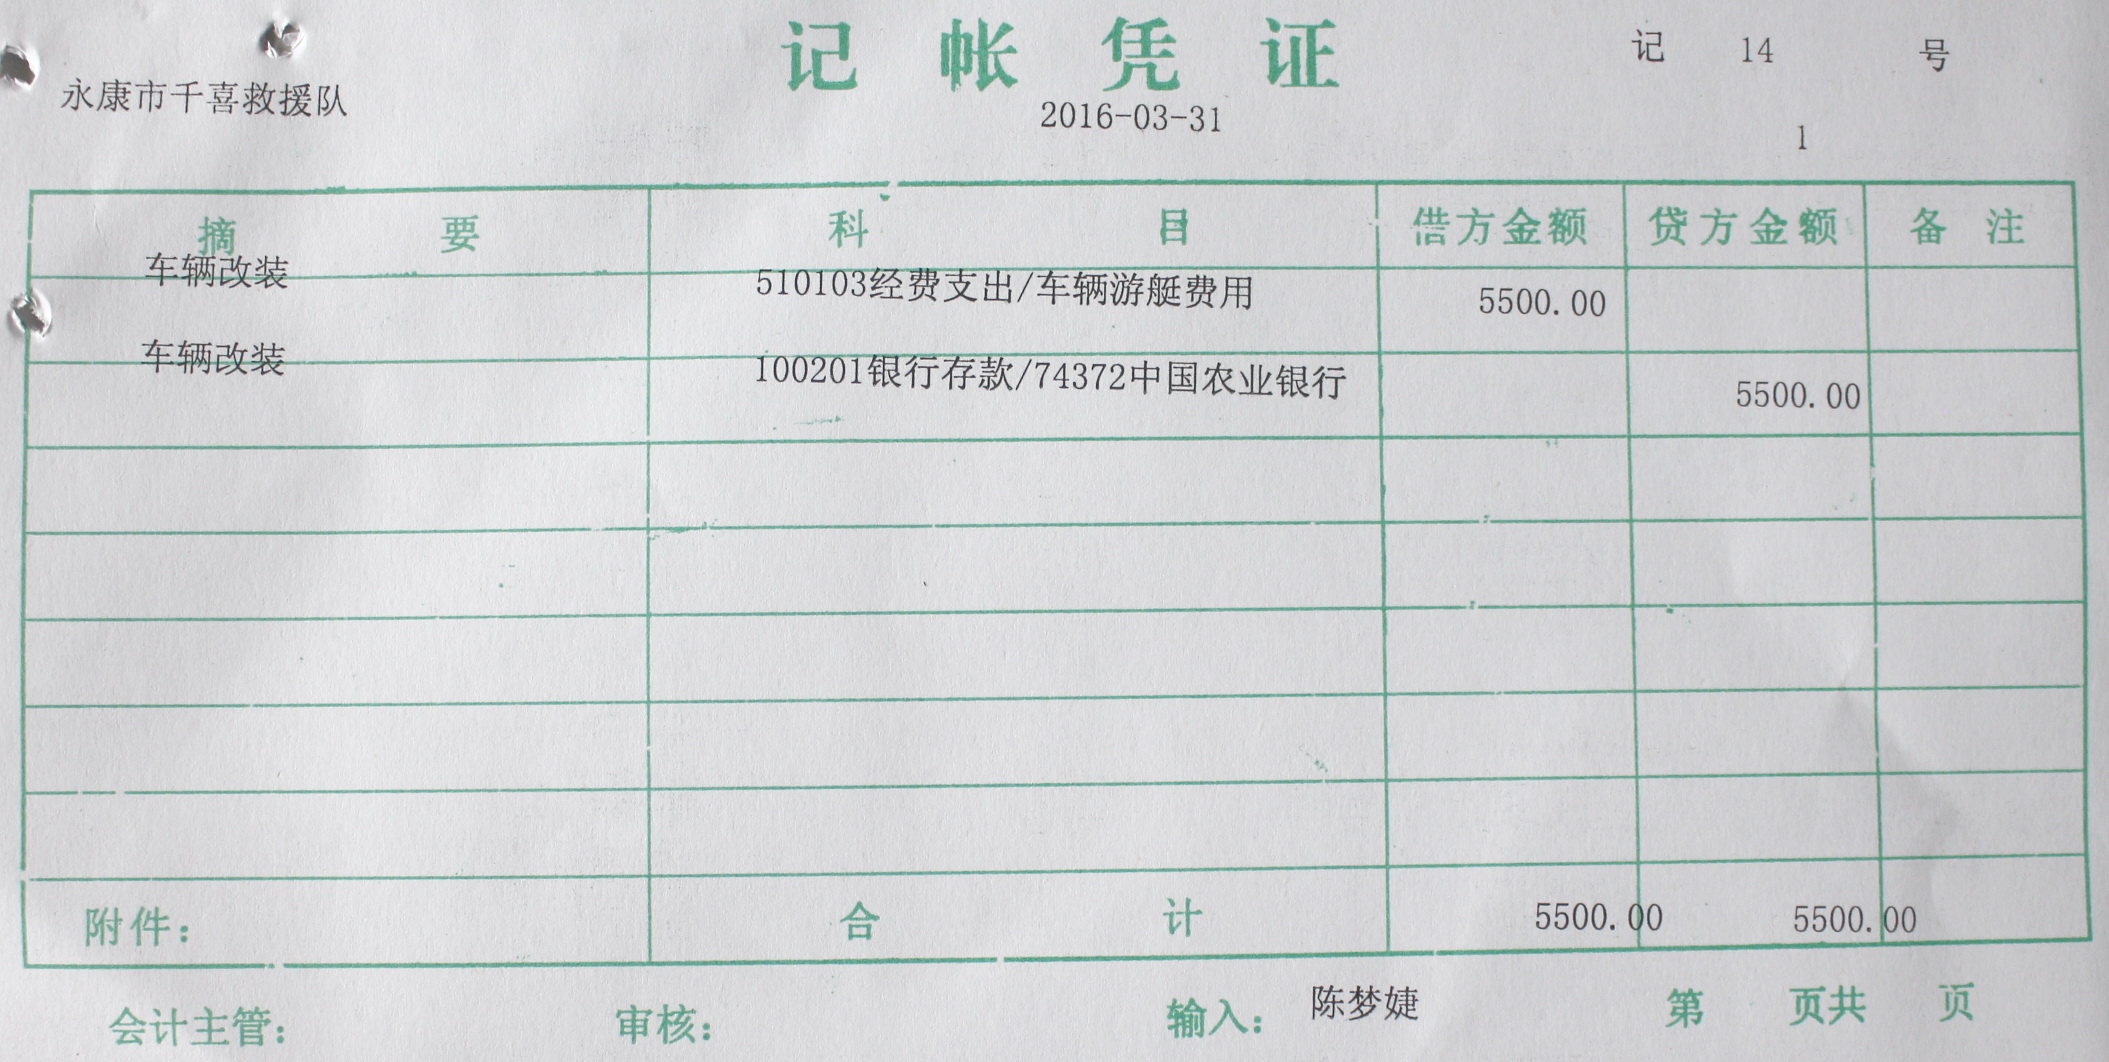 记帐凭证
记 14 号
永康市千喜救援队
2016-03-31
1
摘要 科目 借方金额 贷方金额 备注
车辆改装 510103经费支出/车辆游艇费用 5500.00
车辆改装 100201银行存款/74372中国农业银行 5500.00
附件: 合计 5500.00 5500.00
会计主管: 审核: 输入: 陈梦婕 第 页共 页